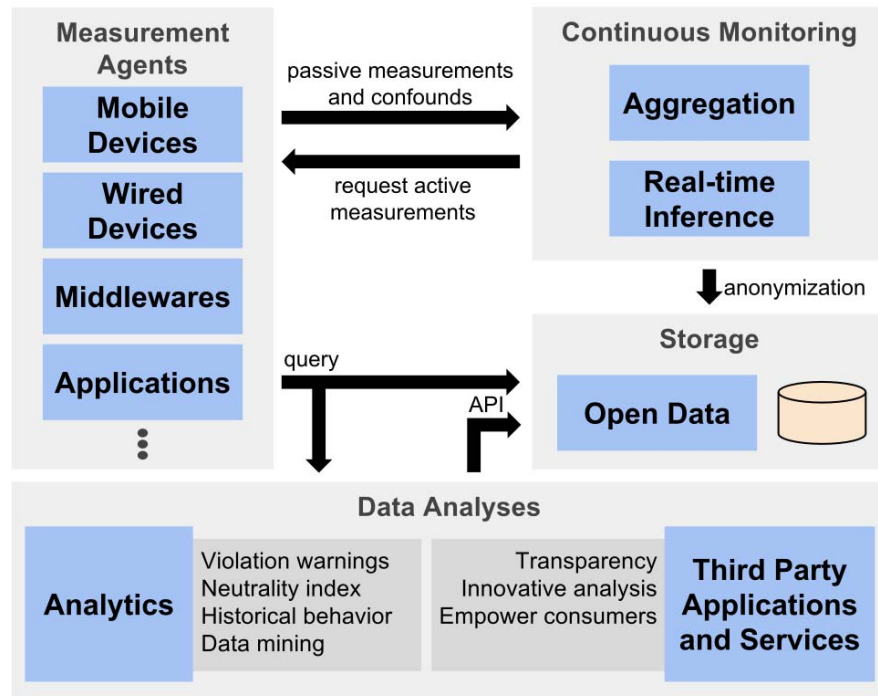 Measurement
Agents
Mobile
Devices
Wired
Devices
Middlewares
Applications
passive measurements
and confounds
request active
measurements
Continuous Monitoring
Aggregation
Real-time
Inference
anonymization
query
API
Storage
Open Data
Data Analyses
Analytics
Violation warnings
Neutrality index
Historical behavior
Data mining
Transparency
Innovative analysis
Empower consumers
Third Party
Applications
and Services